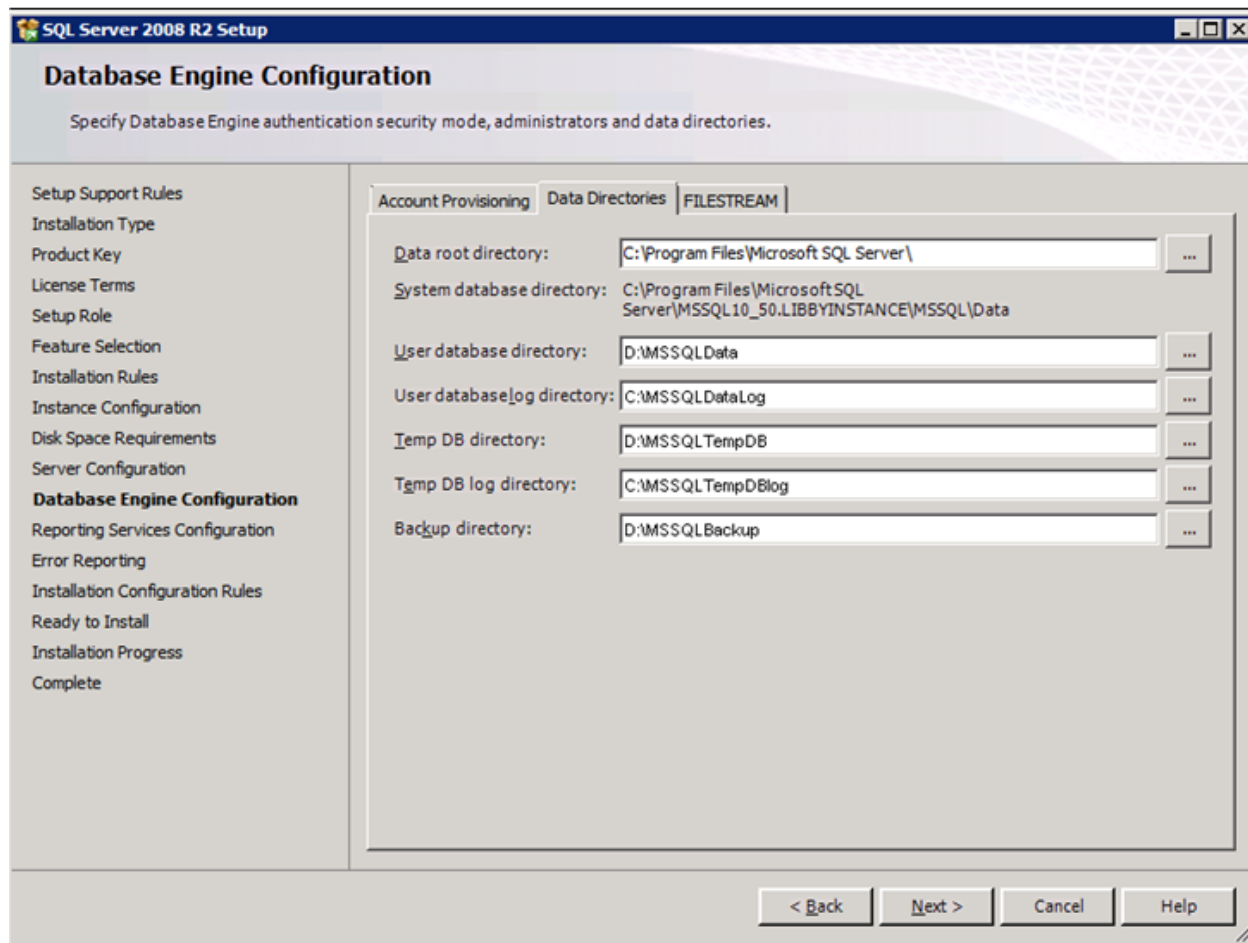 SQL Server 2008 R2 Setup
Database Engine Configuration
Specify Database Engine authentication security mode, administrators and data directories.
Setup Support Rules
Installation Type
Product Key
License Terms
Setup Role
Feature Selection
Installation Rules
Instance Configuration
Disk Space Requirements
Server Configuration
Database Engine Configuration
Reporting Services Configuration
Error Reporting
Installation Configuration Rules
Ready to Install
Installation Progress
Complete
Account Provisioning Data Directories FILESTREAM
Data root directory: C:\Program Files\Microsoft SQL Server\ ...
System database directory: C:\Program Files\Microsoft SQL
Server\MSSQL10_50.LIBBYINSTANCE\MSSQL\Data
User database directory: D:\MSSQLData ...
User database log directory: C:\MSSQLDataLog ...
Temp DB directory: D:\MSSQLTempDB ...
Temp DB log directory: C:\MSSQLTempDBlog ...
Backup directory: D:\MSSQLBackup ...
< Back Next > Cancel Help